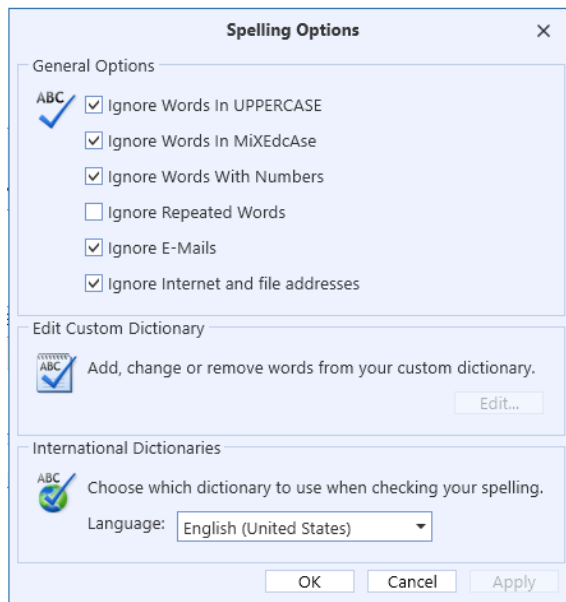 Spelling Options
General Options
ABC
Ignore Words In UPPERCASE
Ignore Words In MiXEdcAse
Ignore Words With Numbers
Ignore Repeated Words
Ignore E-Mails
Ignore Internet and file addresses
Edit Custom Dictionary
ABC
Add, change or remove words from your custom dictionary.
Edit...
International Dictionaries
ABC
Choose which dictionary to use when checking your spelling.
Language: English (United States)
OK Cancel Apply